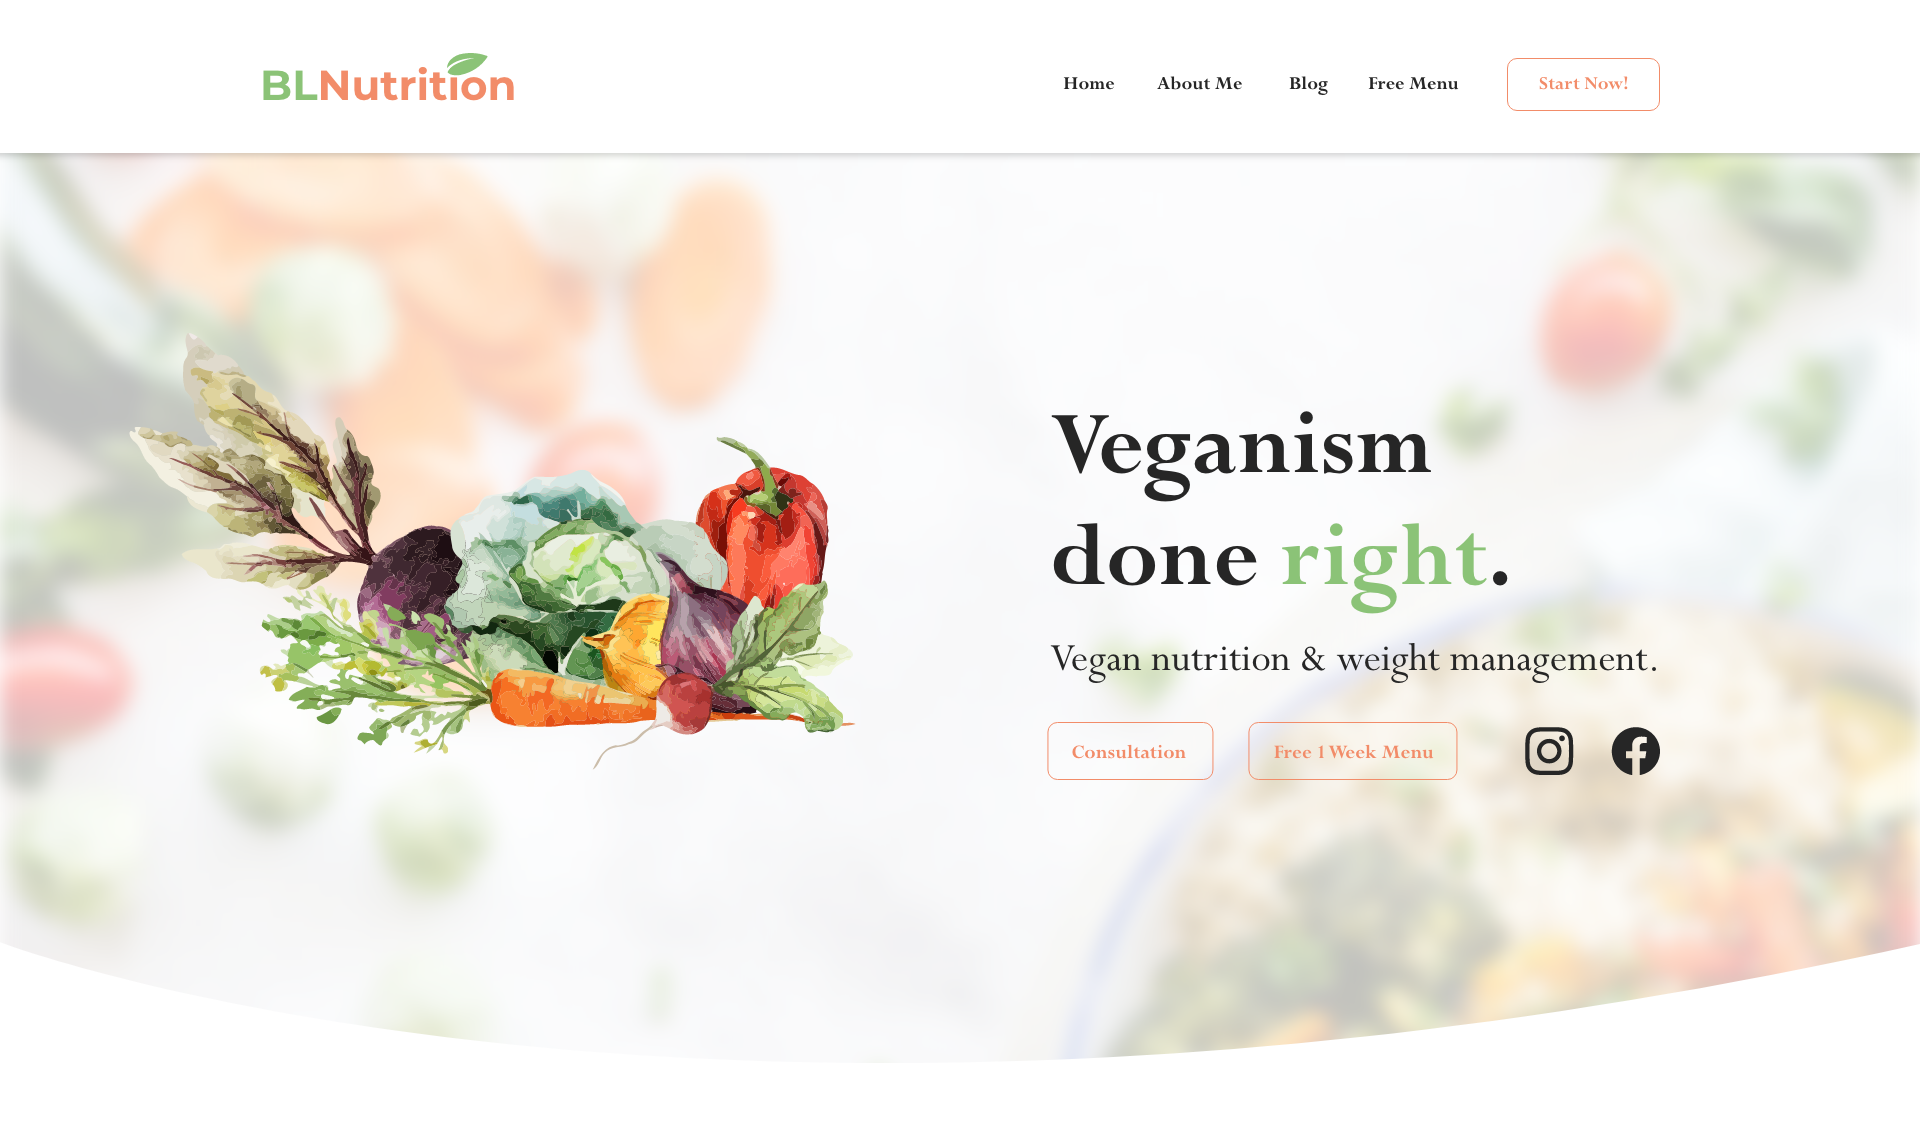 BLNutrition
Home About Me Blog Free Menu Start Now!
Veganism
done right.
Vegan nutrition & weight management.
Consultation Free 1 Week Menu